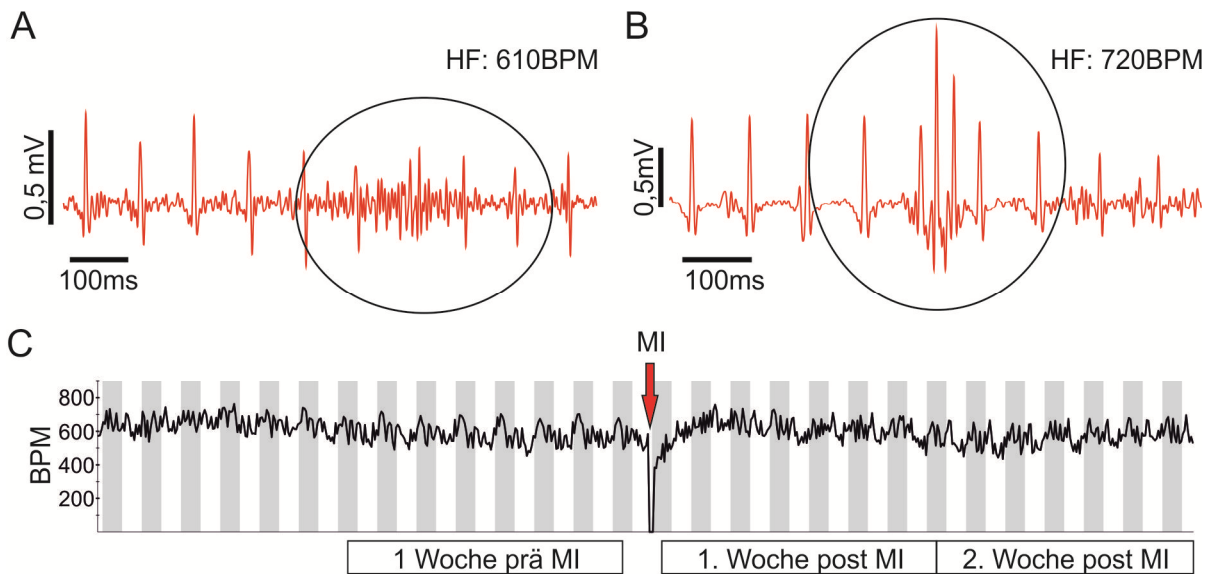 A
HF: 610BPM
0,5 mV
100ms
B
HF: 720BPM
0,5mV
100ms
C
MI
BPM
800
600
400
200
1 Woche prä MI
1. Woche post MI
2. Woche post MI